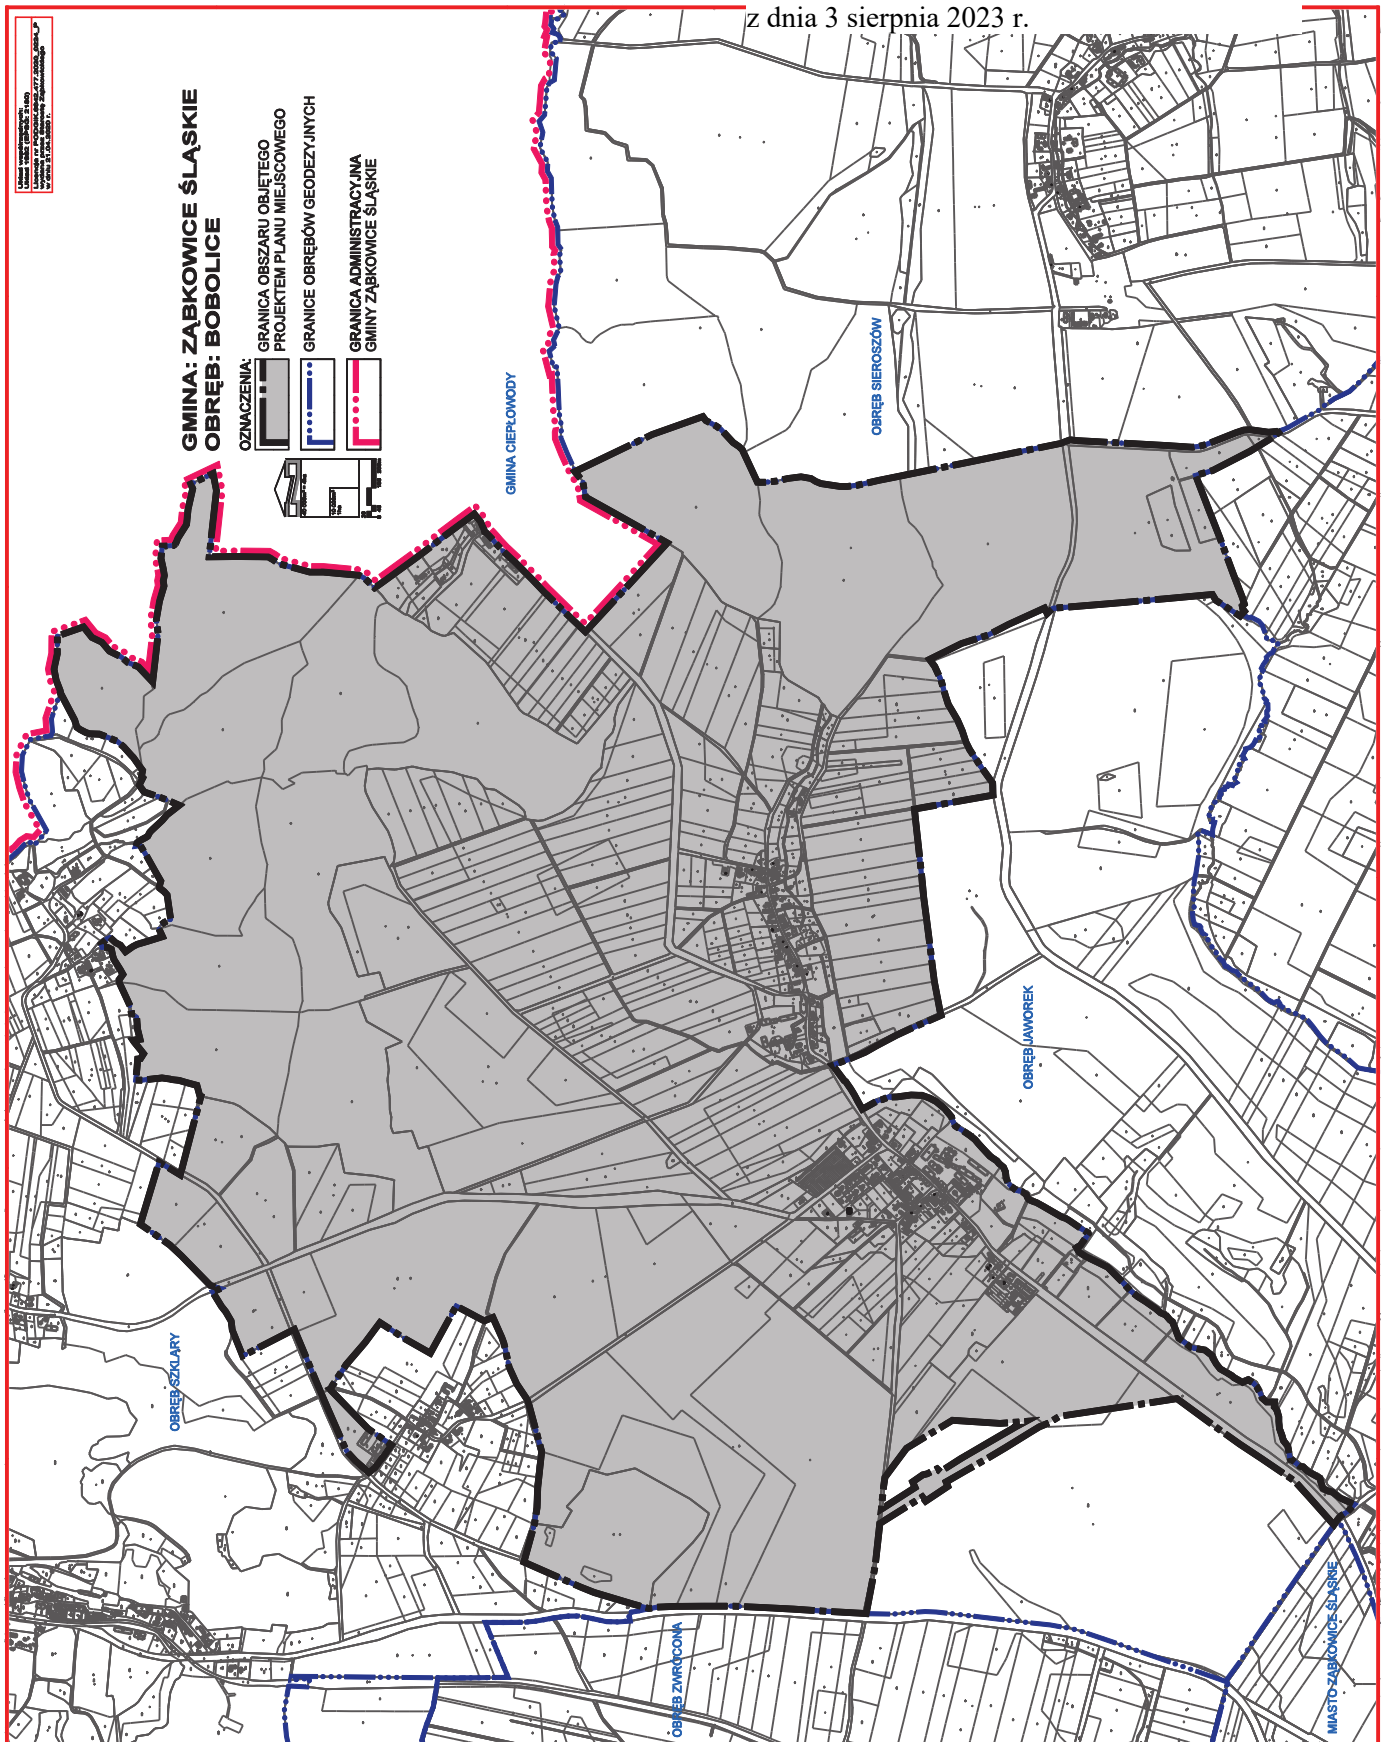 z dnia 3 sierpnia 2023 r.
GMINA: ZĄBKOWICE ŚLĄSKIE
OBRĘB: BOBOLICE
OZNACZENIA:
GRANICA OBSZARU OBJĘTEGO
PROJEKTEM PLANU MIEJSCOWEGO
GRANICE OBRĘBÓW GEODEZYJNYCH
GRANICA ADMINISTRACYJNA
GMINY ZĄBKOWICE ŚLĄSKIE
GMINA CIEPŁOWODY
OBRĘB SIEROSZÓW
OBRĘB JAWOREK
OBRĘB SZKLARY
OBRĘB ZWRÓCONA
MIASTO ZĄBKOWICE ŚLĄSKIE